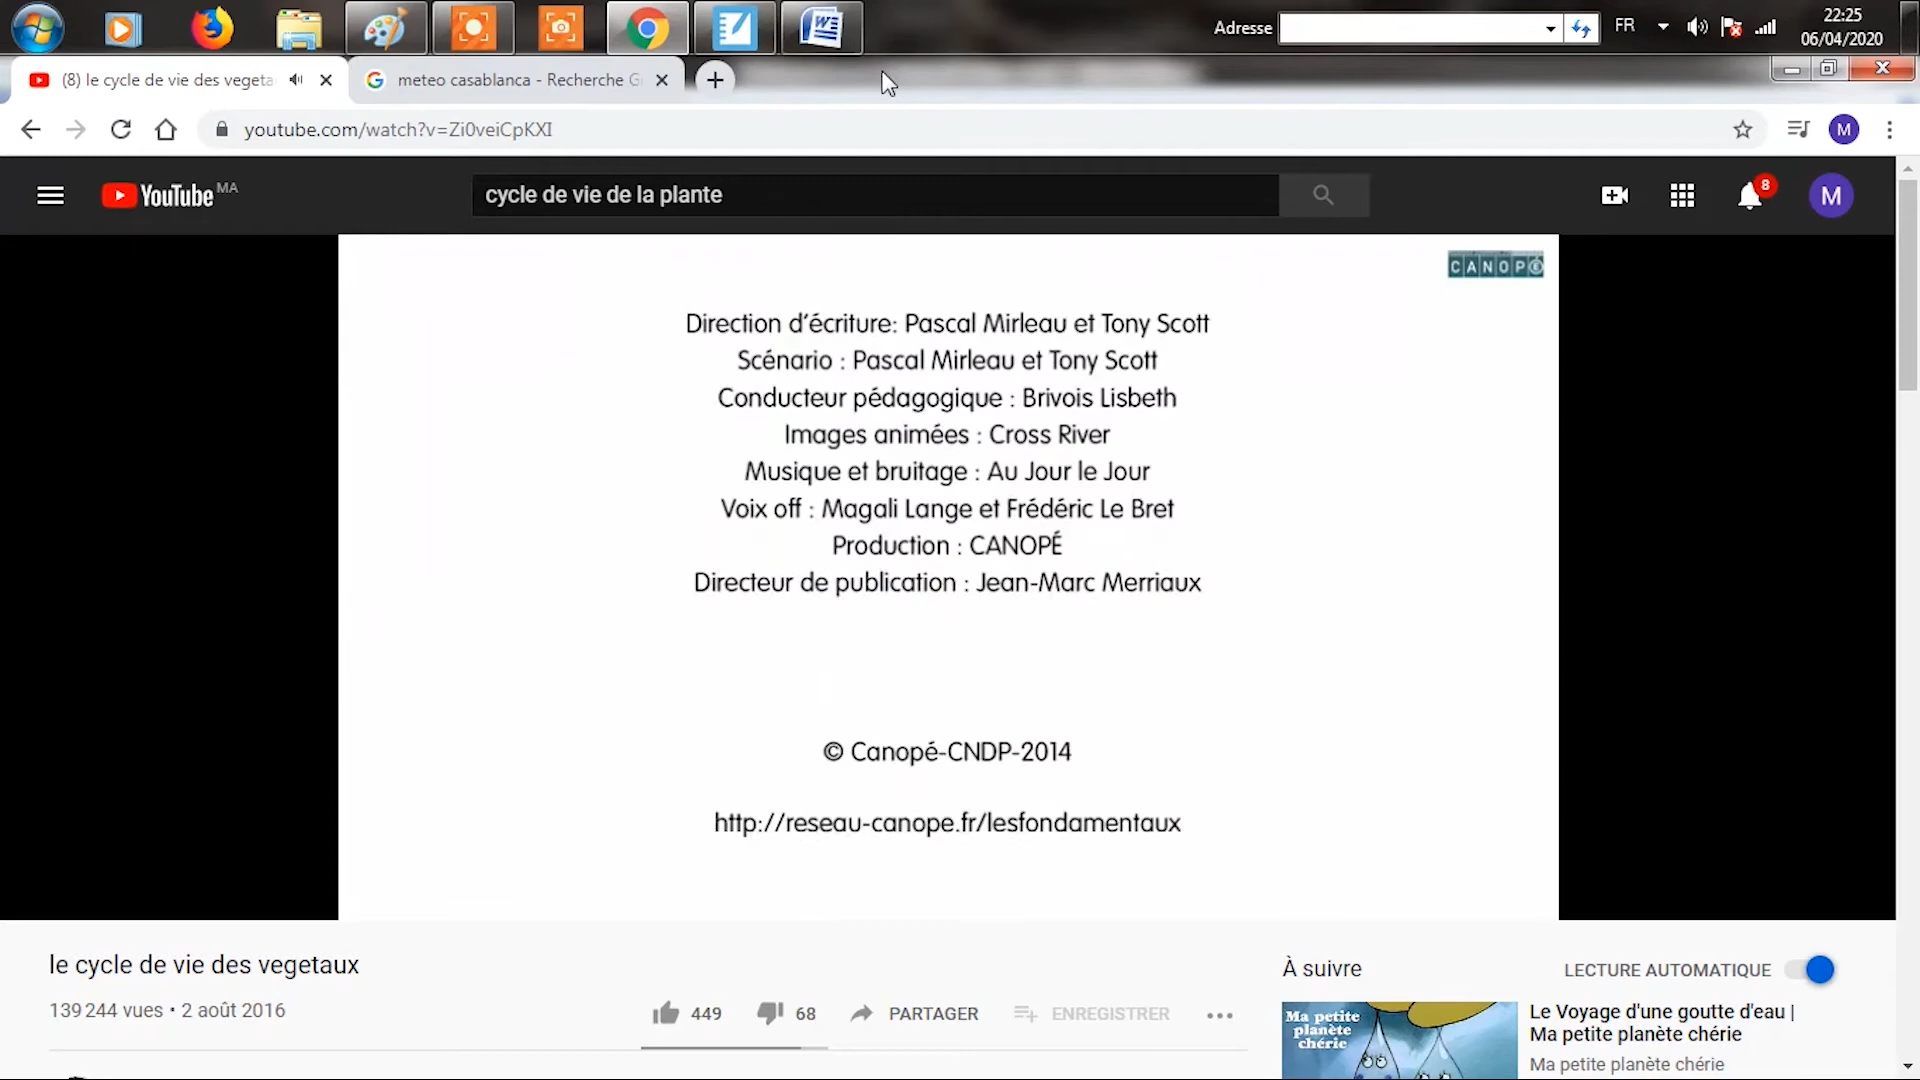 Adresse
FR
22:25
06/04/2020
(8) le cycle de vie des vegeta
meteo casablanca - Recherche G
youtube.com/watch?v=Zi0veiCpKXI
M
YouTube MA
cycle de vie de la plante
8
M
CANOPÉ
Direction d'écriture: Pascal Mirleau et Tony Scott
Scénario : Pascal Mirleau et Tony Scott
Conducteur pédagogique : Brivois Lisbeth
Images animées : Cross River
Musique et bruitage : Au Jour le Jour
Voix off : Magali Lange et Frédéric Le Bret
Production : CANOPÉ
Directeur de publication : Jean-Marc Merriaux
© Canopé-CNDP-2014
http://reseau-canope.fr/lesfondamentaux
le cycle de vie des vegetaux
139 244 vues • 2 août 2016
449
68
PARTAGER
ENREGISTRER
À suivre
LECTURE AUTOMATIQUE
Ma petite
planète
chérie
Le Voyage d'une goutte d'eau |
Ma petite planète chérie
Ma petite planète chérie